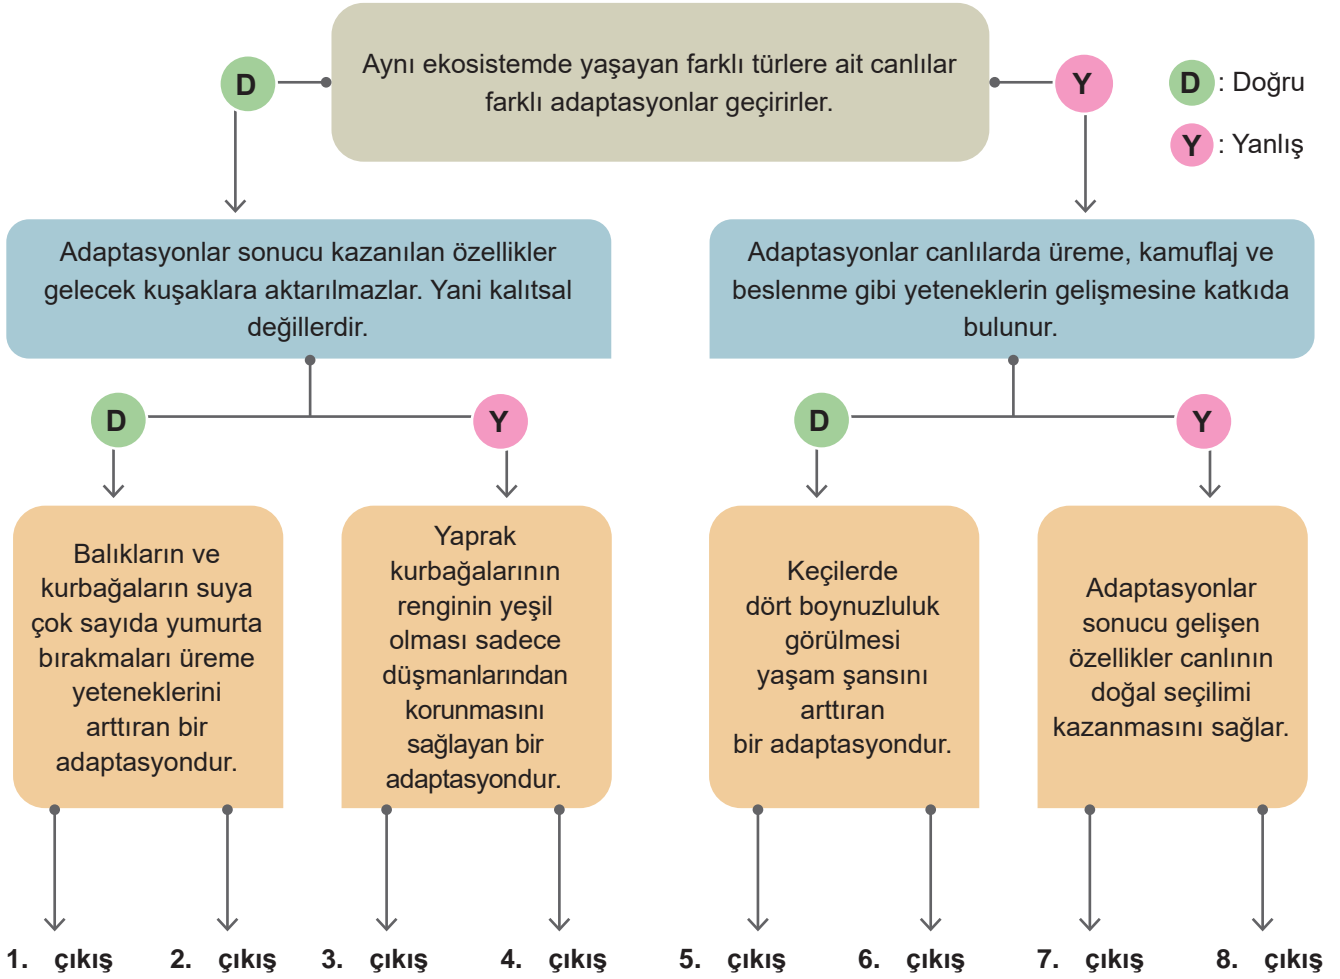 Aynı ekosistemde yaşayan farklı türlere ait canlılar
farklı adaptasyonlar geçirirler.
D
Y
D : Doğru
Y : Yanlış
Adaptasyonlar sonucu kazanılan özellikler
gelecek kuşaklara aktarılmazlar. Yani kalıtsal
değillerdir.
Adaptasyonlar canlılarda üreme, kamuflaj ve
beslenme gibi yeteneklerin gelişmesine katkıda
bulunur.
D
Y
D
Y
Balıkların ve
kurbağaların suya
çok sayıda yumurta
bırakmaları üreme
yeteneklerini
arttıran bir
adaptasyondur.
Yaprak
kurbağalarının
renginin yeşil
olması sadece
düşmanlarından
korunmasını
sağlayan bir
adaptasyondur.
Keçilerde
dört boynuzluluk
görülmesi
yaşam şansını
arttıran
bir adaptasyondur.
Adaptasyonlar
sonucu gelişen
özellikler canlının
doğal seçilimi
kazanmasını sağlar.
1. çıkış
2. çıkış
3. çıkış
4. çıkış
5. çıkış
6. çıkış
7. çıkış
8. çıkış